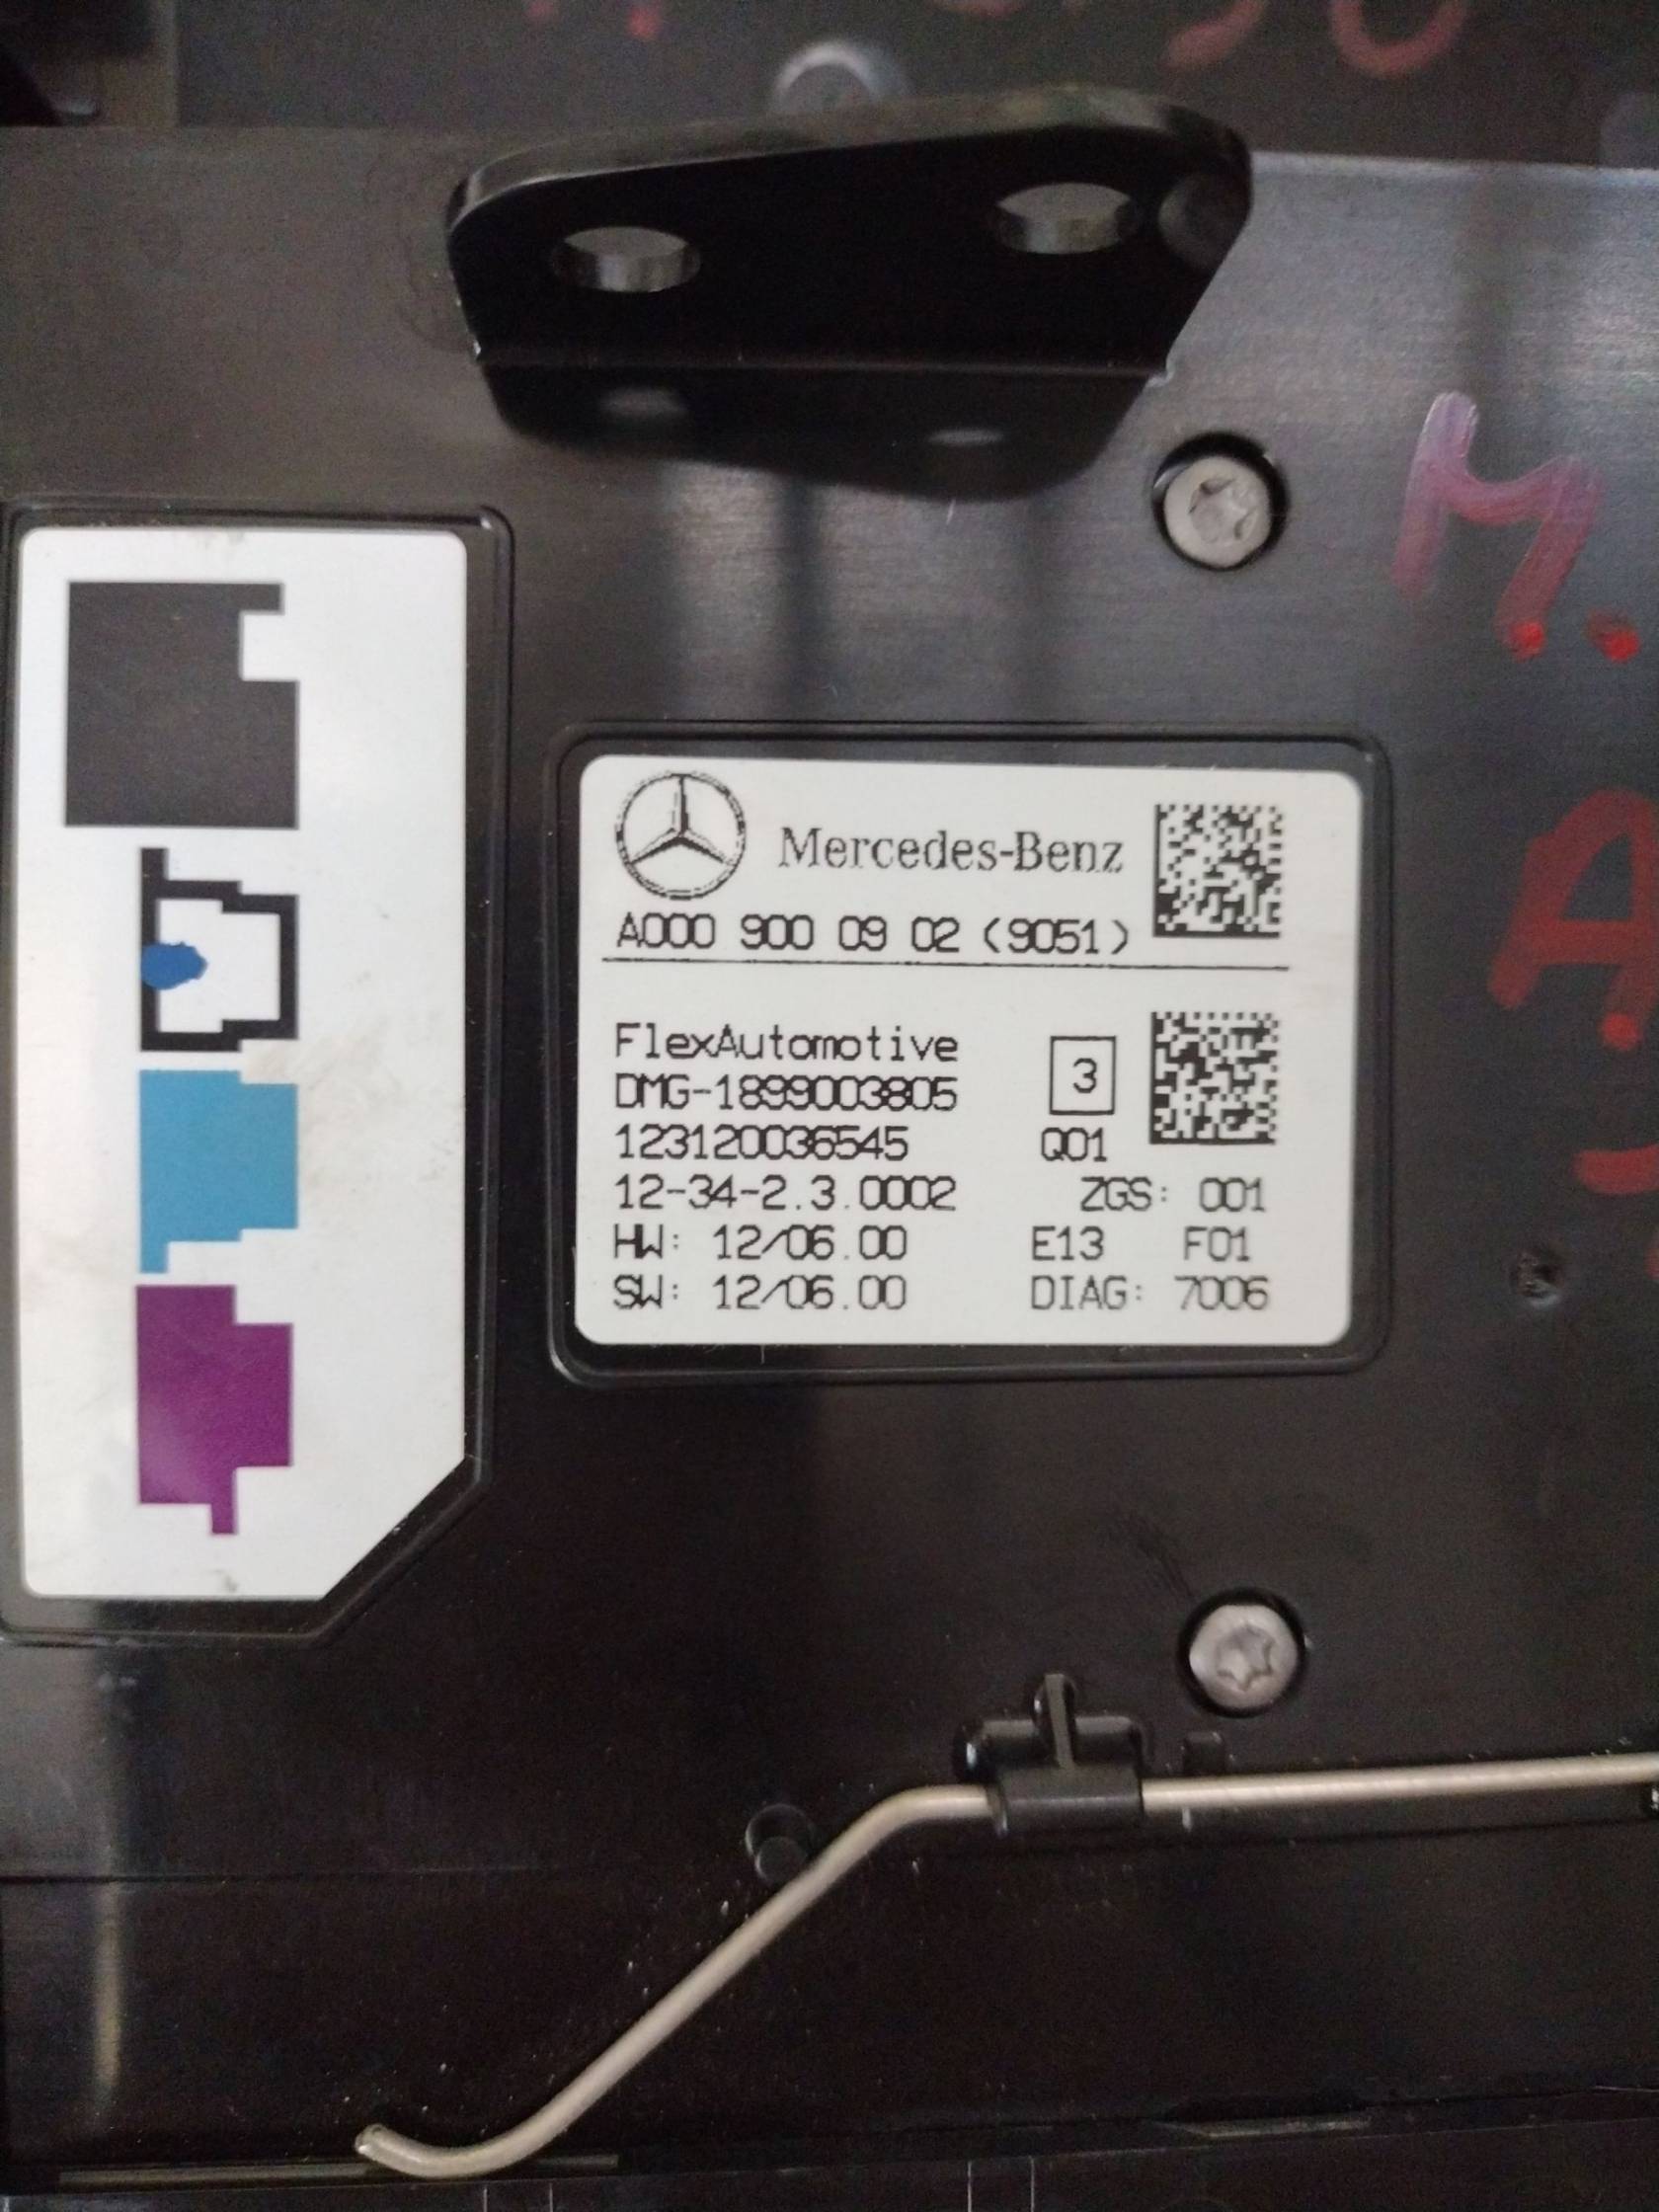 M.
A.
Mercedes-Benz
A000 900 09 02 (9051)
FlexAutomotive
DMG-1899003805
3
123120036545 Q01
12-34-2.3.0002 ZGS: 001
HW: 12/06.00 E13 F01
SW: 12/06.00 DIAG: 7006